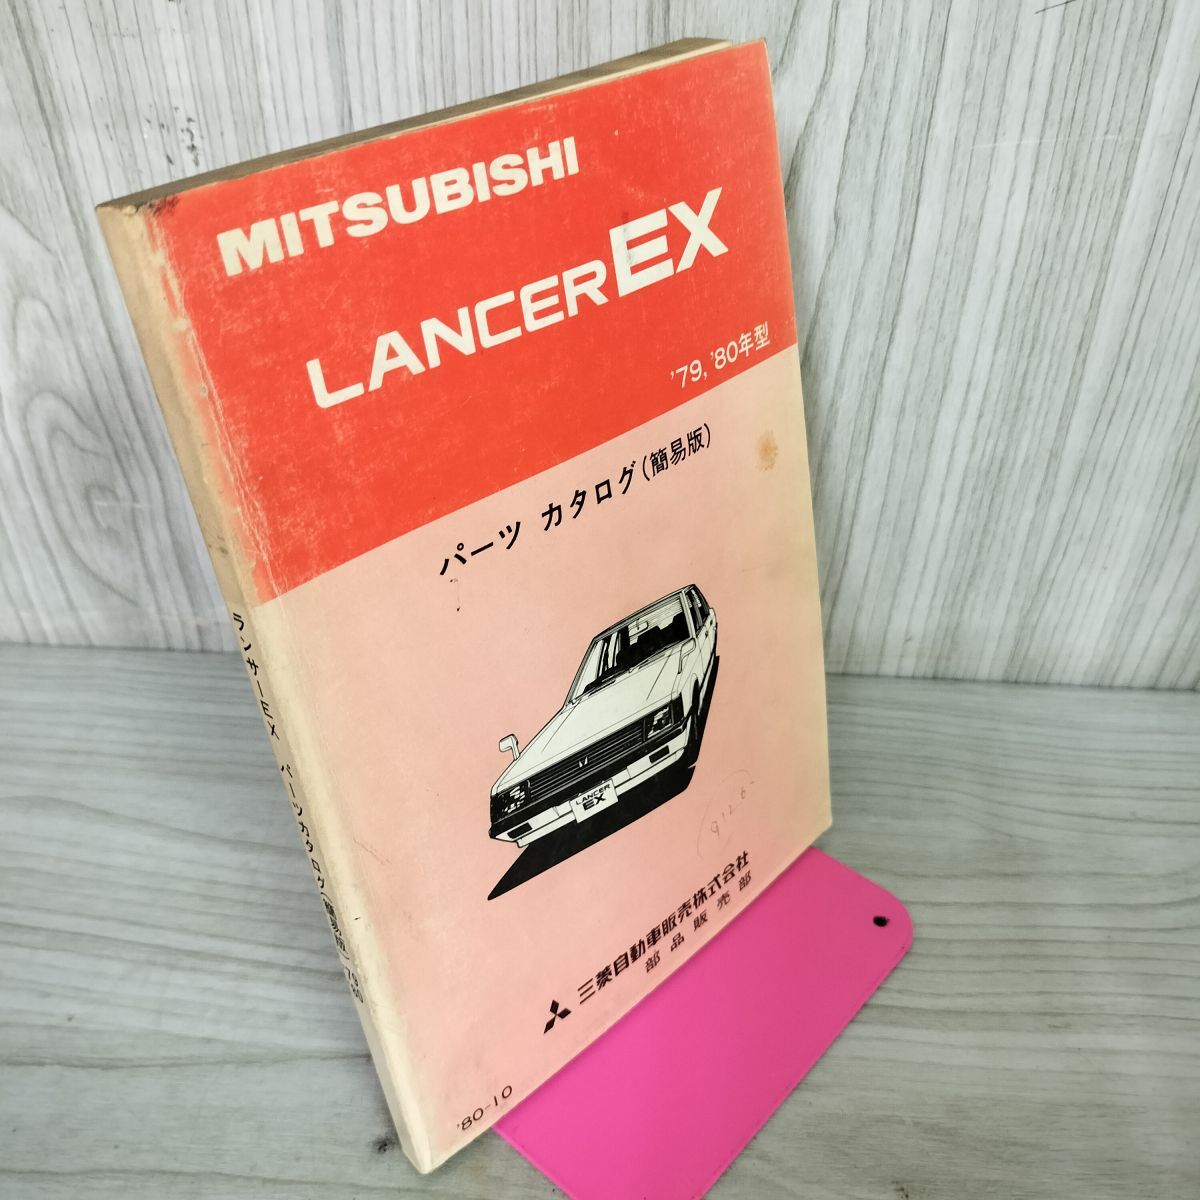 MITSUBISHI
LANCER EX
'79, '80年型
パーツ カタログ(簡易版)
LANCER
EX
9126-
三菱自動車販売株式会社
部品販売部
'80-10
ランサーEX パーツカタログ(簡易版) '79 '80